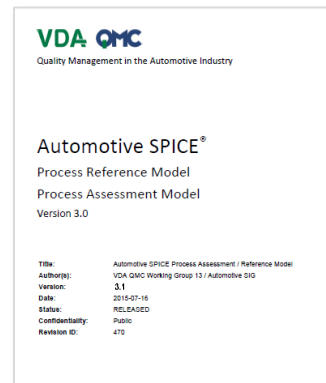 VDA QMC
Quality Management in the Automotive Industry
Automotive SPICE®
Process Reference Model
Process Assessment Model
Version 3.0
Title: Automotive SPICE Process Assessment / Reference Model
Author(s): VDA QMC Working Group 13 / Automotive SIG
Version: 3.1
Date: 2015-07-16
Status: RELEASED
Confidentiality: Public
Revision ID: 470